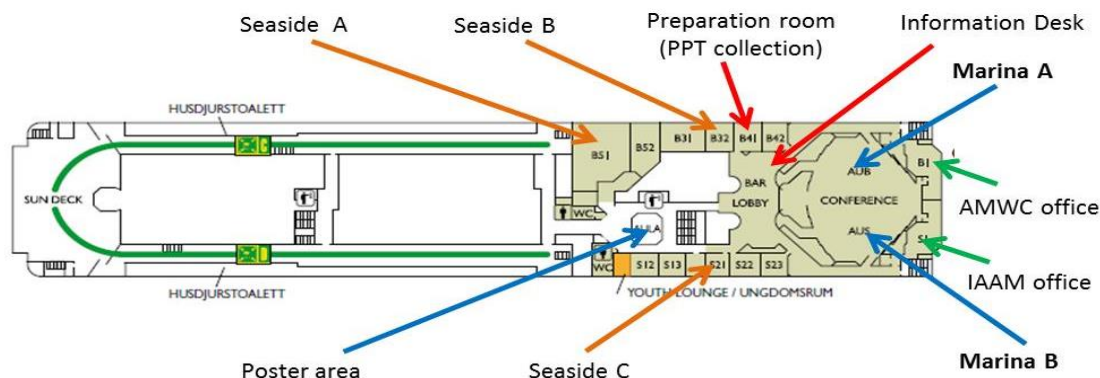 Seaside A
Seaside B
Preparation room
(PPT collection)
Information Desk
Marina A
HUSDJURSTOALETT
B51
B52
B31
B32
B41
B42
BAR
LOBBY
AUB
CONFERENCE
AUS
B1
S1
SUN DECK
WC
AULA
WC
S12
S13
S21
S22
S23
AMWC office
IAAM office
HUSDJURSTOALETT
YOUTH LOUNGE / UNGDOMSRUM
Poster area
Seaside C
Marina B